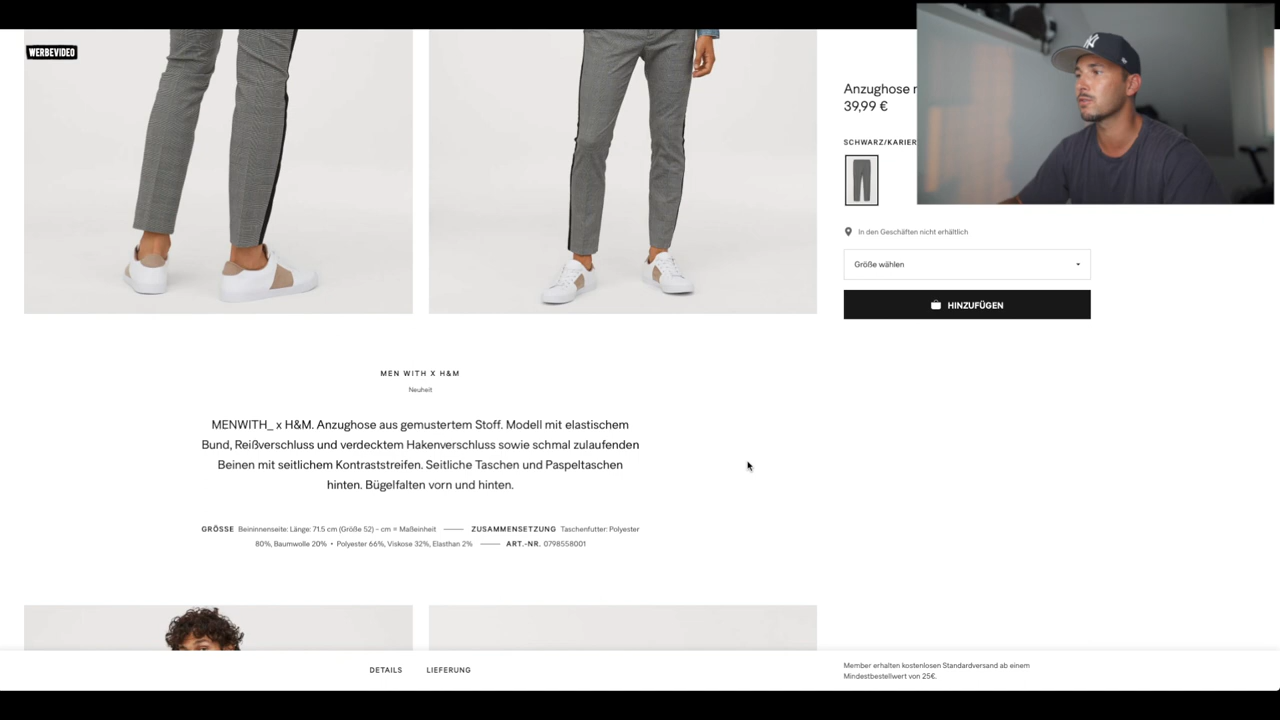 WERBEVIDEO
Anzughose
39,99 €
SCHWARZ/KARIER
In den Geschäften nicht erhältlich
Größe wählen
HINZUFÜGEN
MEN WITH X H&M
Neuheit
MENWITH_ x H&M. Anzughose aus gemustertem Stoff. Modell mit elastischem
Bund, Reißverschluss und verdecktem Hakenverschluss sowie schmal zulaufenden
Beinen mit seitlichem Kontraststreifen. Seitliche Taschen und Paspeltaschen
hinten. Bügelfalten vorn und hinten.
GRÖSSE Beininnenseite: Länge: 71.5 cm (Größe 52) - cm = Maßeinheit —— ZUSAMMENSETZUNG Taschenfutter: Polyester
80%, Baumwolle 20% • Polyester 66%, Viskose 32%, Elasthan 2% —— ART.-NR. 0798558001
DETAILS LIEFERUNG
Member erhalten kostenlosen Standardversand ab einem
Mindestbestellwert von 25€.